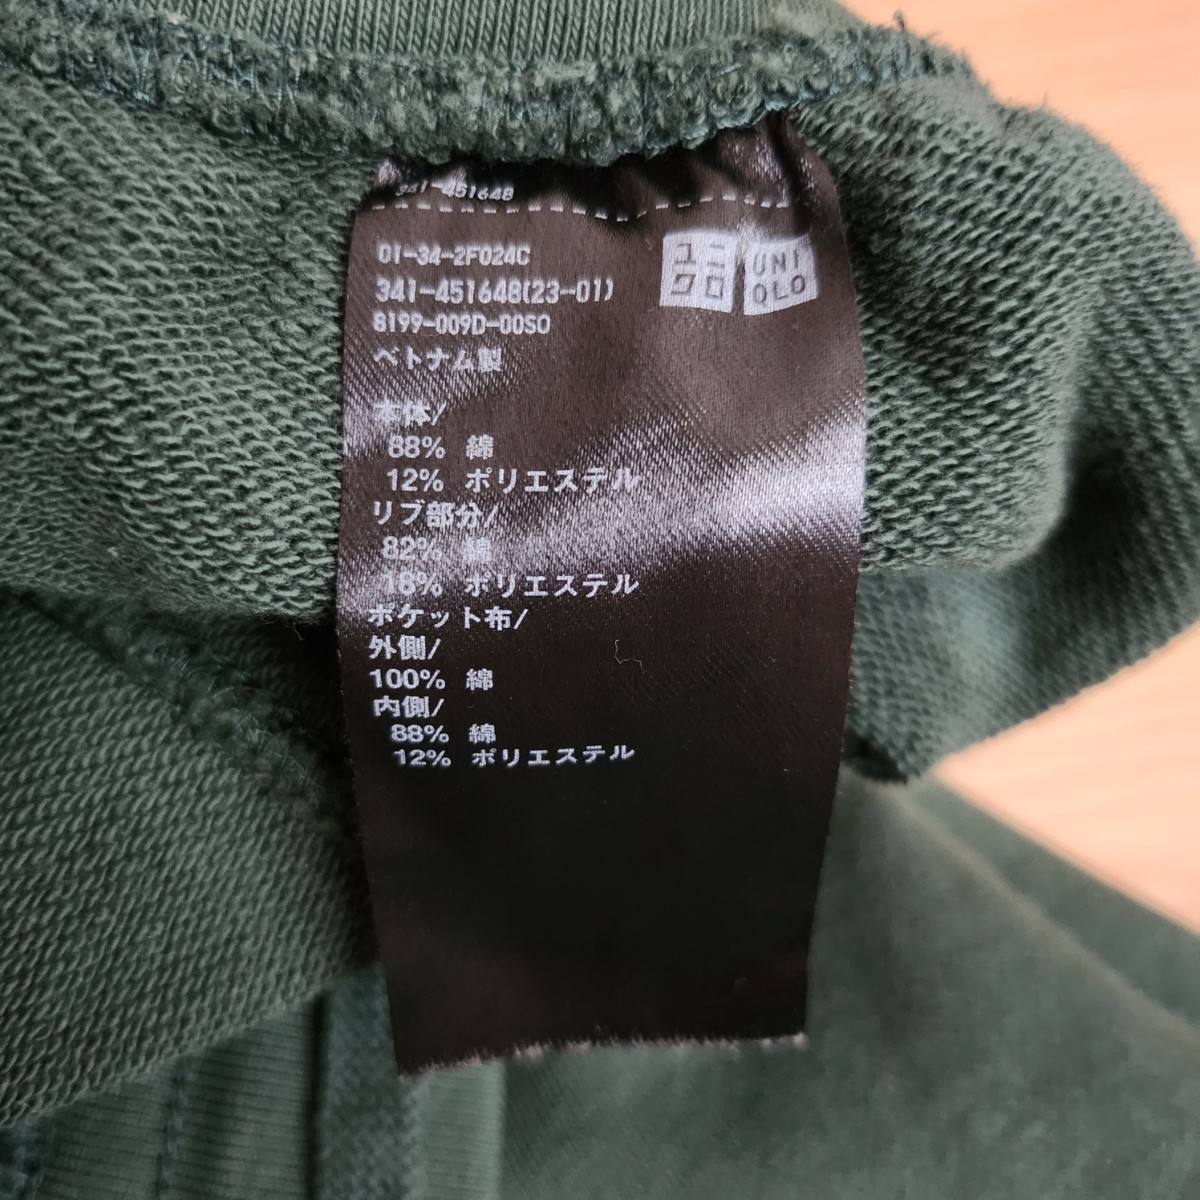 341-451648
01-34-2F024C
ユニクロ
UNIQLO
341-451648(23-01)
8199-009D-00SO
ベトナム製
本体/
88% 綿
12% ポリエステル
リブ部分/
82% 綿
18% ポリエステル
ポケット布/
外側/
100% 綿
内側/
88% 綿
12% ポリエステル